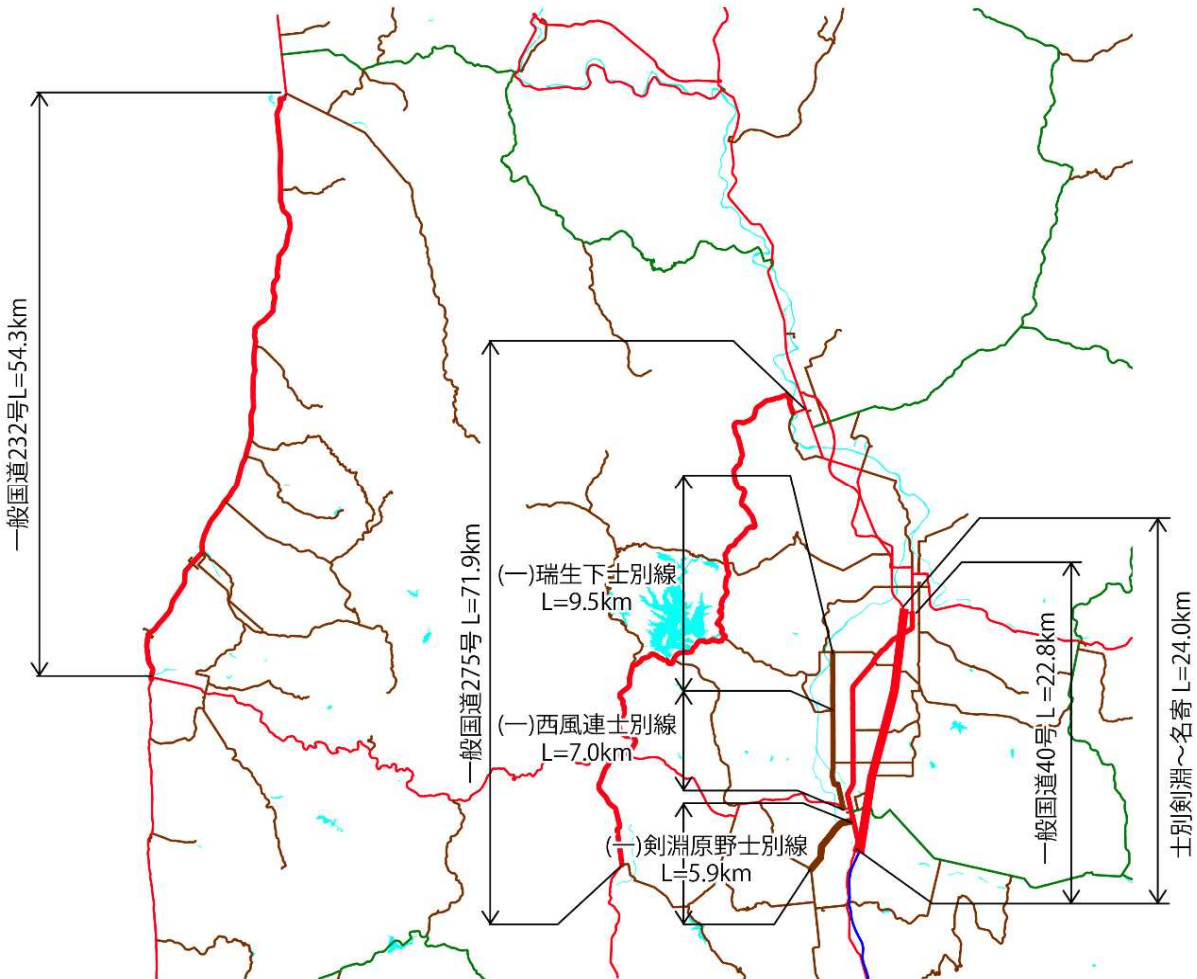 一般国道232号L=54.3km
一般国道275号 L=71.9km
(一)瑞生下士別線
L=9.5km
(一)西風連士別線
L=7.0km
(一)剣淵原野士別線
L=5.9km
一般国道40号 L=22.8km
士別剣淵～名寄 L=24.0km